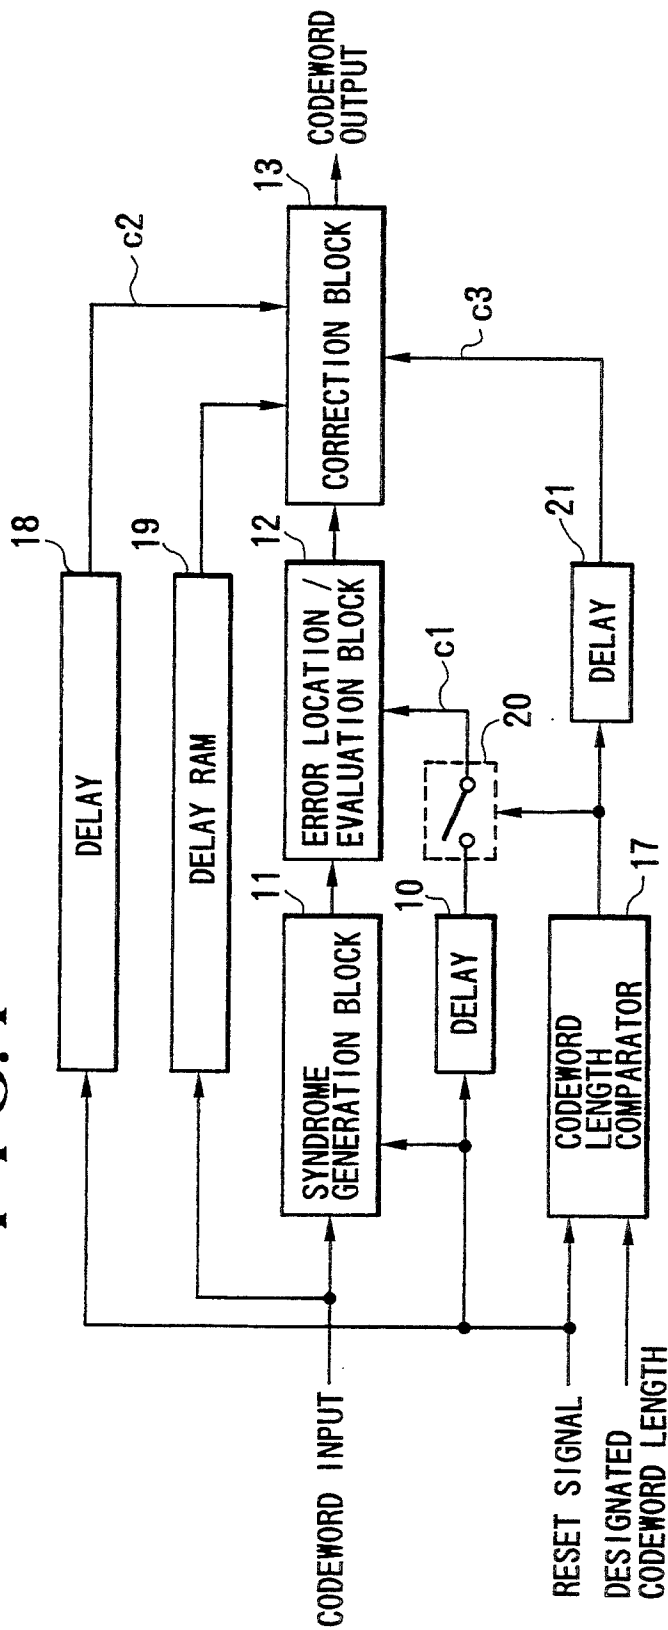 18
DELAY
c2
19
DELAY RAM
CODEWORD INPUT
11
SYNDROME
GENERATION BLOCK
12
ERROR LOCATION /
EVALUATION BLOCK
13
CORRECTION BLOCK
CODEWORD
OUTPUT
10
DELAY
20
c1
c3
21
DELAY
17
CODEWORD
LENGTH
COMPARATOR
RESET SIGNAL
DESIGNATED
CODEWORD LENGTH